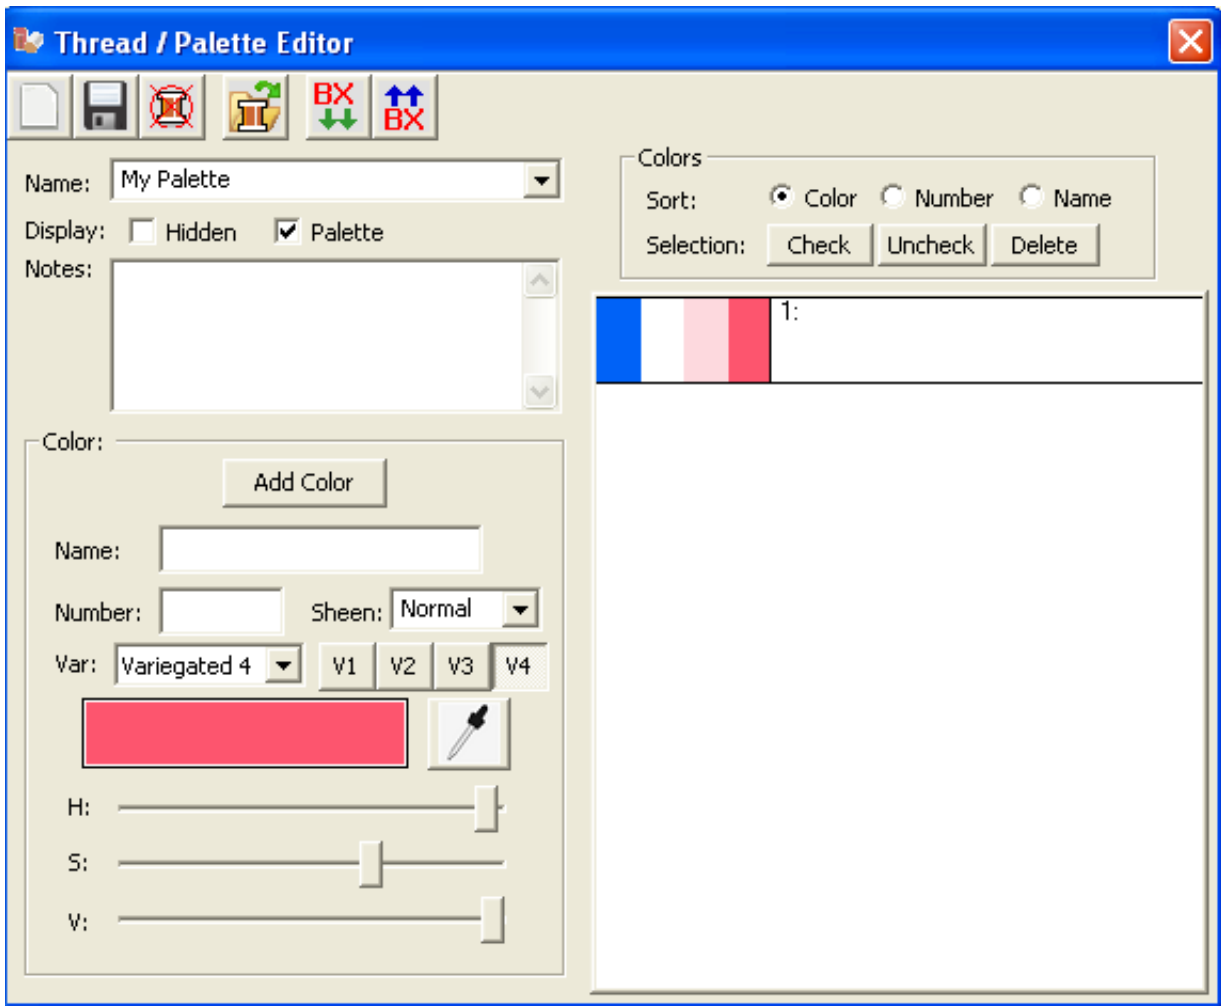 Thread / Palette Editor
BX
BX
Name: My Palette
Display: Hidden Palette
Notes:
Colors
Sort: Color Number Name
Selection: Check Uncheck Delete
1:
Color:
Add Color
Name:
Number: Sheen: Normal
Var: Variegated 4 V1 V2 V3 V4
H:
S:
V: